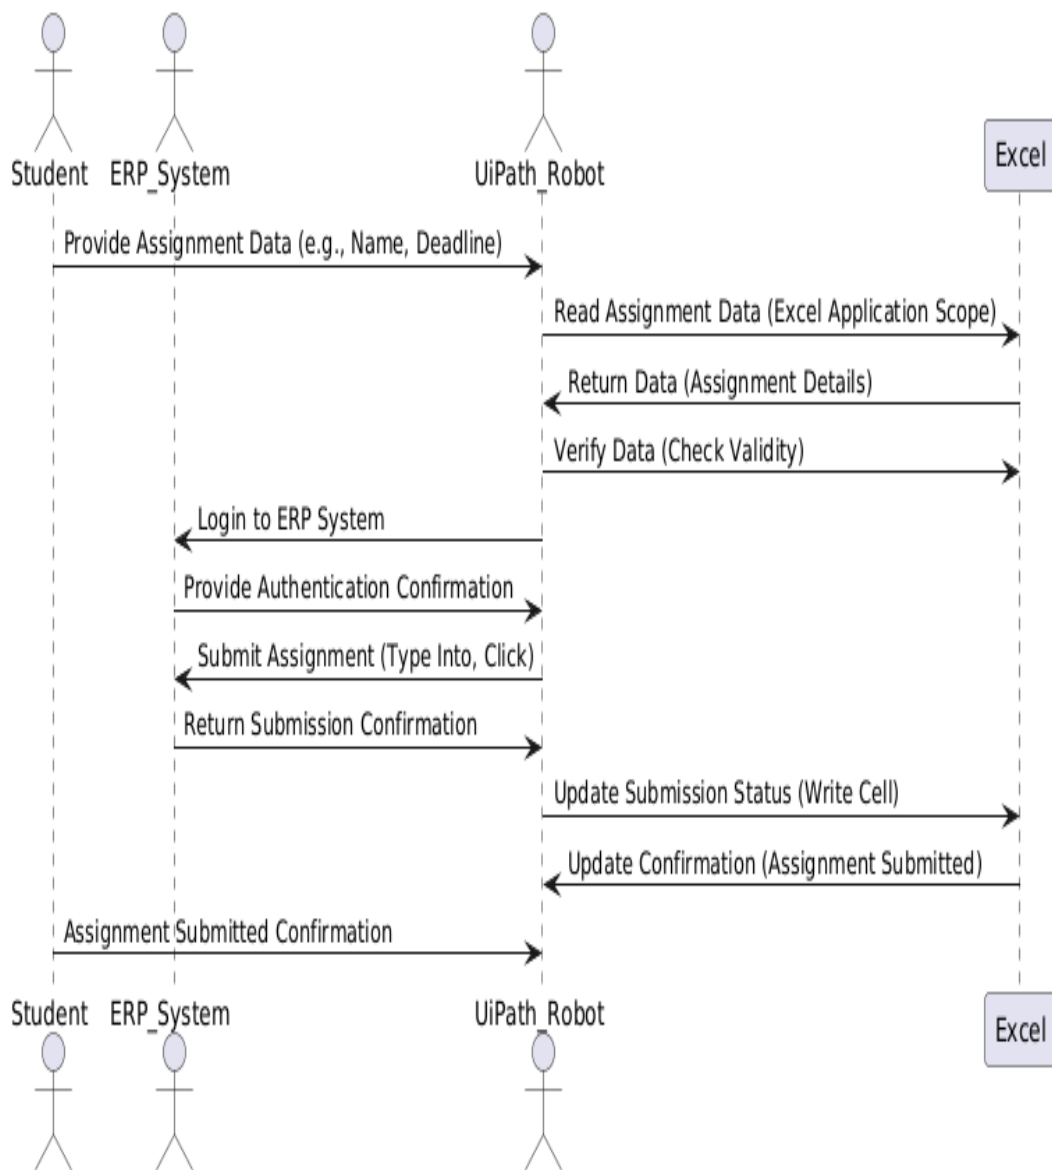 Student ERP_System UiPath_Robot Excel
Provide Assignment Data (e.g., Name, Deadline)
Read Assignment Data (Excel Application Scope)
Return Data (Assignment Details)
Verify Data (Check Validity)
Login to ERP System
Provide Authentication Confirmation
Submit Assignment (Type Into, Click)
Return Submission Confirmation
Update Submission Status (Write Cell)
Update Confirmation (Assignment Submitted)
Assignment Submitted Confirmation
Student ERP_System UiPath_Robot Excel